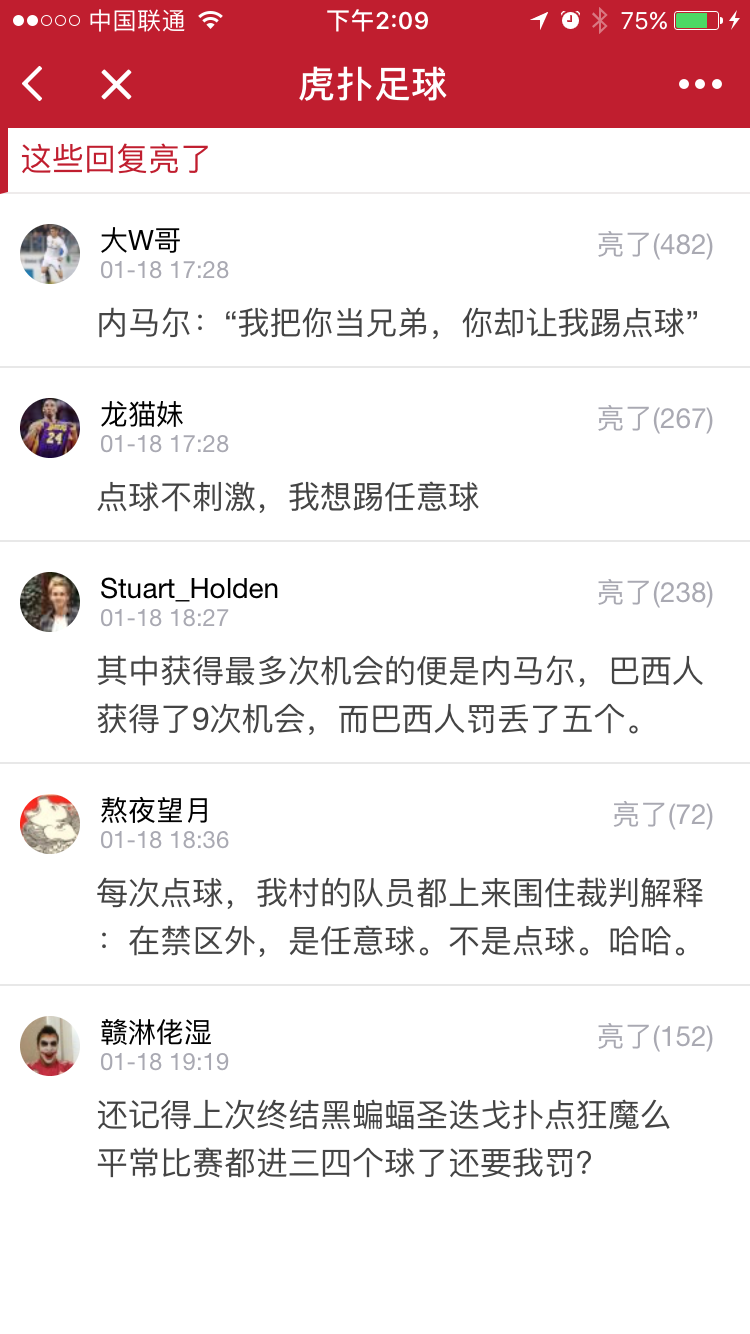 中国联通 下午2:09 75%
虎扑足球
这些回复亮了
大W哥 亮了(482)
01-18 17:28
内马尔：“我把你当兄弟，你却让我踢点球”
龙猫妹 亮了(267)
01-18 17:28
点球不刺激，我想踢任意球
Stuart_Holden 亮了(238)
01-18 18:27
其中获得最多次机会的便是内马尔，巴西人
获得了9次机会，而巴西人罚丢了五个。
熬夜望月 亮了(72)
01-18 18:36
每次点球，我村的队员都上来围住裁判解释
：在禁区外，是任意球。不是点球。哈哈。
赣淋佬湿 亮了(152)
01-18 19:19
还记得上次终结黑蝙蝠圣迭戈扑点狂魔么
平常比赛都进三四个球了还要我罚？